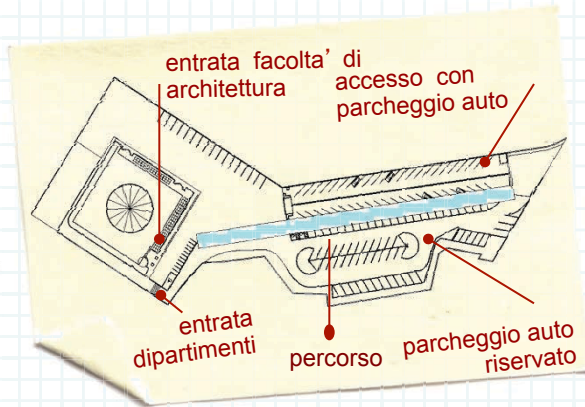 entrata facolta' di
architettura
accesso con
parcheggio auto
entrata
dipartimenti
percorso
parcheggio auto
riservato